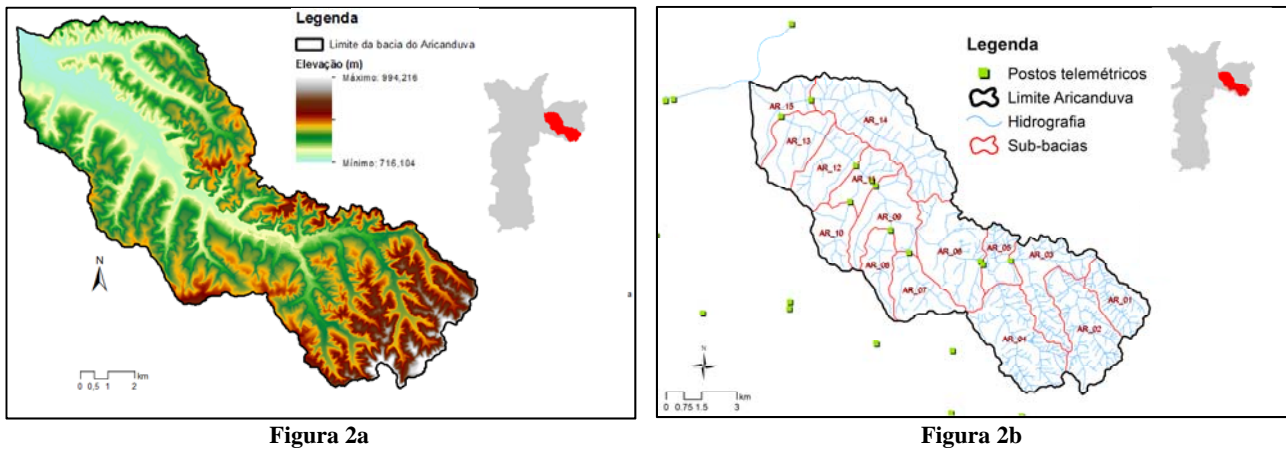 Legenda
Limite da bacia do Aricanduva
Elevação (m)
Máximo: 994,216
Mínimo: 716,104
N
km
0 0,5 1 2
Figura 2a
Legenda
Postos telemétricos
Limite Aricanduva
Hidrografia
Sub-bacias
AR_15
AR_14
AR_13
AR_12
AR_10
AR_09
AR_08
AR_07
AR_06
AR_05
AR_03
AR_01
AR_02
AR_04
N
km
0 0.75 1.5 3
Figura 2b